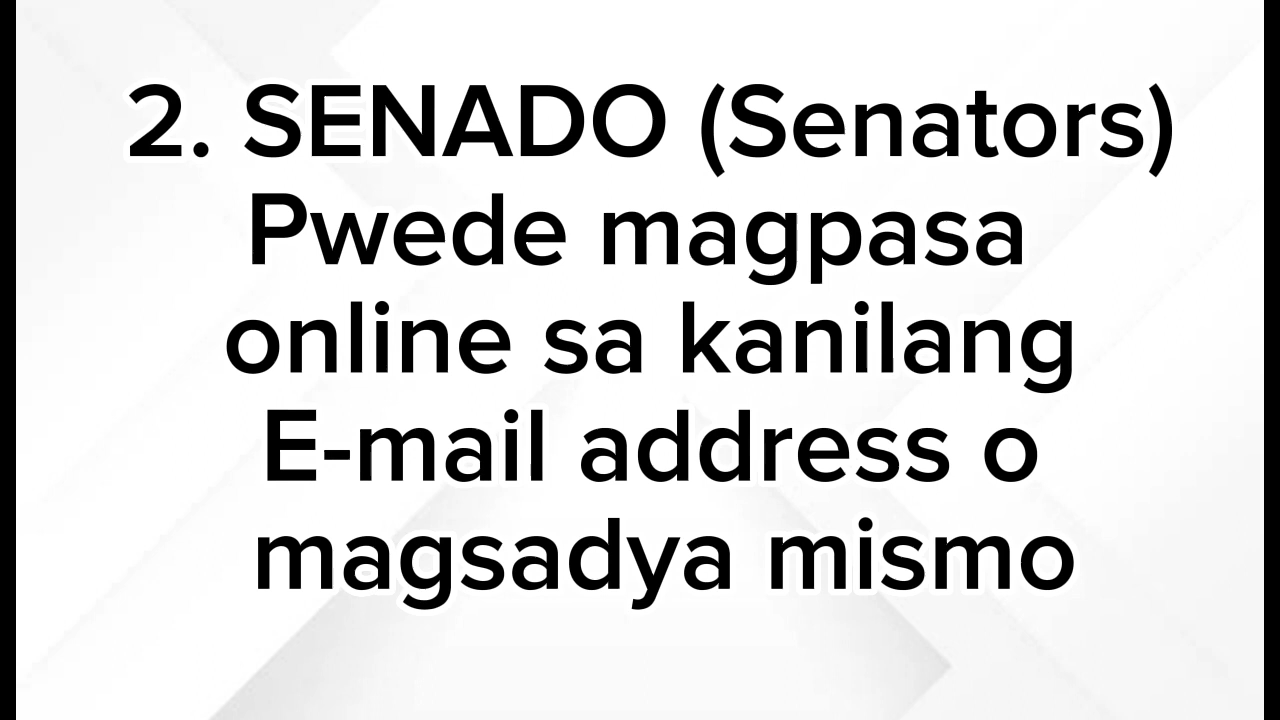 2. SENADO (Senators)
Pwede magpasa
online sa kanilang
E-mail address o
magsadya mismo